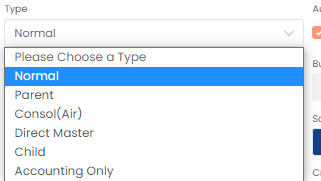 Type
Normal
Please Choose a Type
Normal
Parent
Consol(Air)
Direct Master
Child
Accounting Only